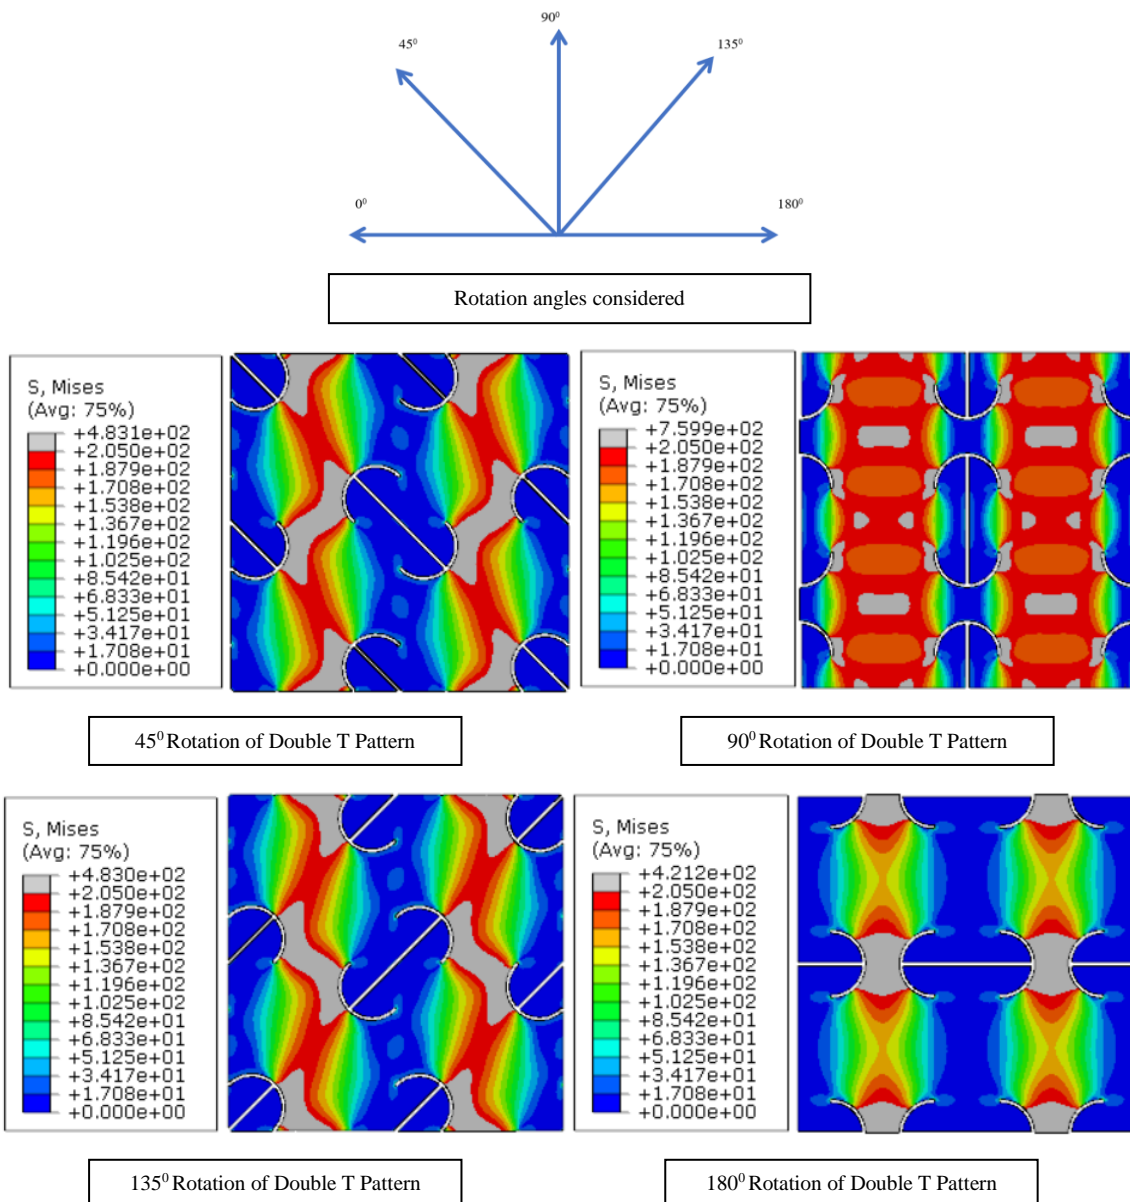 90⁰
45⁰
135⁰
0⁰
180⁰
Rotation angles considered
S, Mises
(Avg: 75%)
+4.831e+02
+2.050e+02
+1.879e+02
+1.708e+02
+1.538e+02
+1.367e+02
+1.196e+02
+1.025e+02
+8.542e+01
+6.833e+01
+5.125e+01
+3.417e+01
+1.708e+01
+0.000e+00
S, Mises
(Avg: 75%)
+7.599e+02
+2.050e+02
+1.879e+02
+1.708e+02
+1.538e+02
+1.367e+02
+1.196e+02
+1.025e+02
+8.542e+01
+6.833e+01
+5.125e+01
+3.417e+01
+1.708e+01
+0.000e+00
45⁰ Rotation of Double T Pattern
90⁰ Rotation of Double T Pattern
S, Mises
(Avg: 75%)
+4.830e+02
+2.050e+02
+1.879e+02
+1.708e+02
+1.538e+02
+1.367e+02
+1.196e+02
+1.025e+02
+8.542e+01
+6.833e+01
+5.125e+01
+3.417e+01
+1.708e+01
+0.000e+00
S, Mises
(Avg: 75%)
+4.212e+02
+2.050e+02
+1.879e+02
+1.708e+02
+1.538e+02
+1.367e+02
+1.196e+02
+1.025e+02
+8.542e+01
+6.833e+01
+5.125e+01
+3.417e+01
+1.708e+01
+0.000e+00
135⁰ Rotation of Double T Pattern
180⁰ Rotation of Double T Pattern